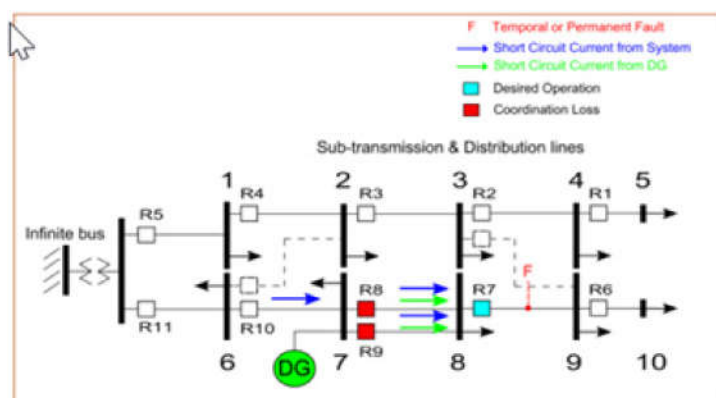 F Temporal or Permanent Fault
Short Circuit Current from System
Short Circuit Current from DG
Desired Operation
Coordination Loss
Sub-transmission & Distribution lines
1 2 3 4 5
R5 R4 R3 R2 R1
Infinite bus
F
R8 R7 R6
R11 R10 R9
6 7 8 9 10
DG